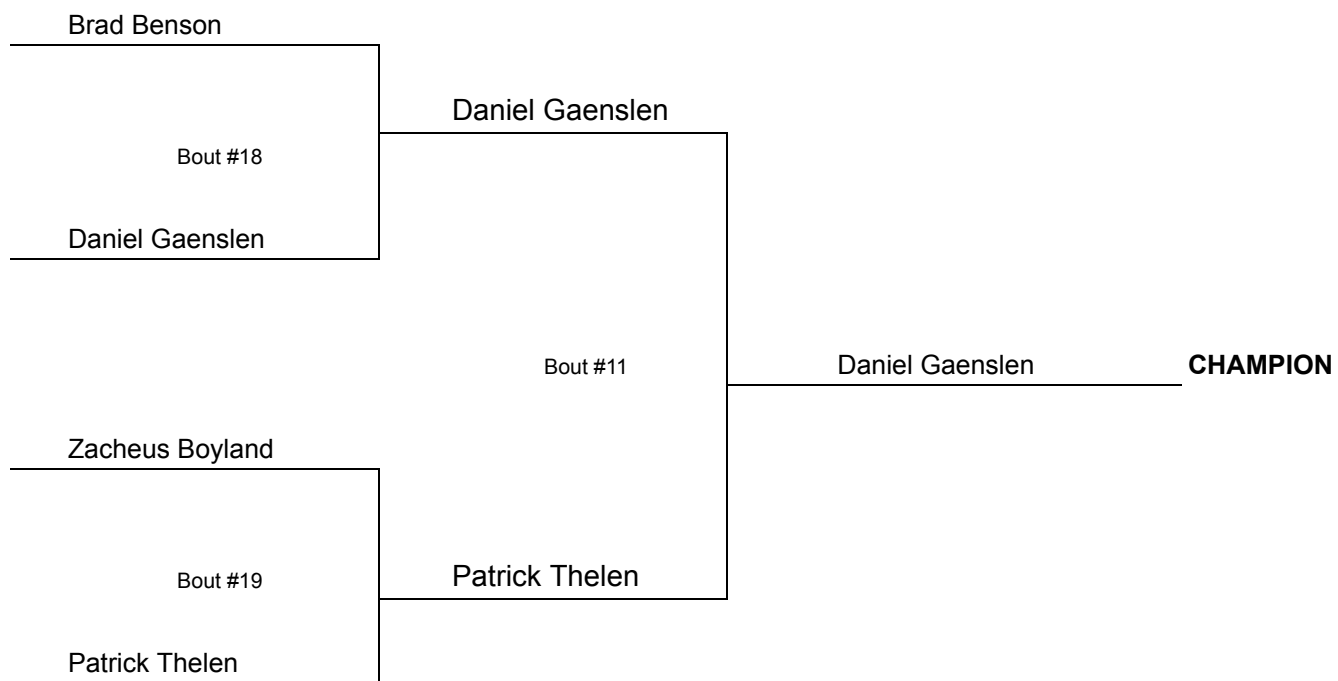 Brad Benson
Daniel Gaenslen
Bout #18
Daniel Gaenslen
Bout #11
Daniel Gaenslen
CHAMPION
Zacheus Boyland
Bout #19
Patrick Thelen
Patrick Thelen